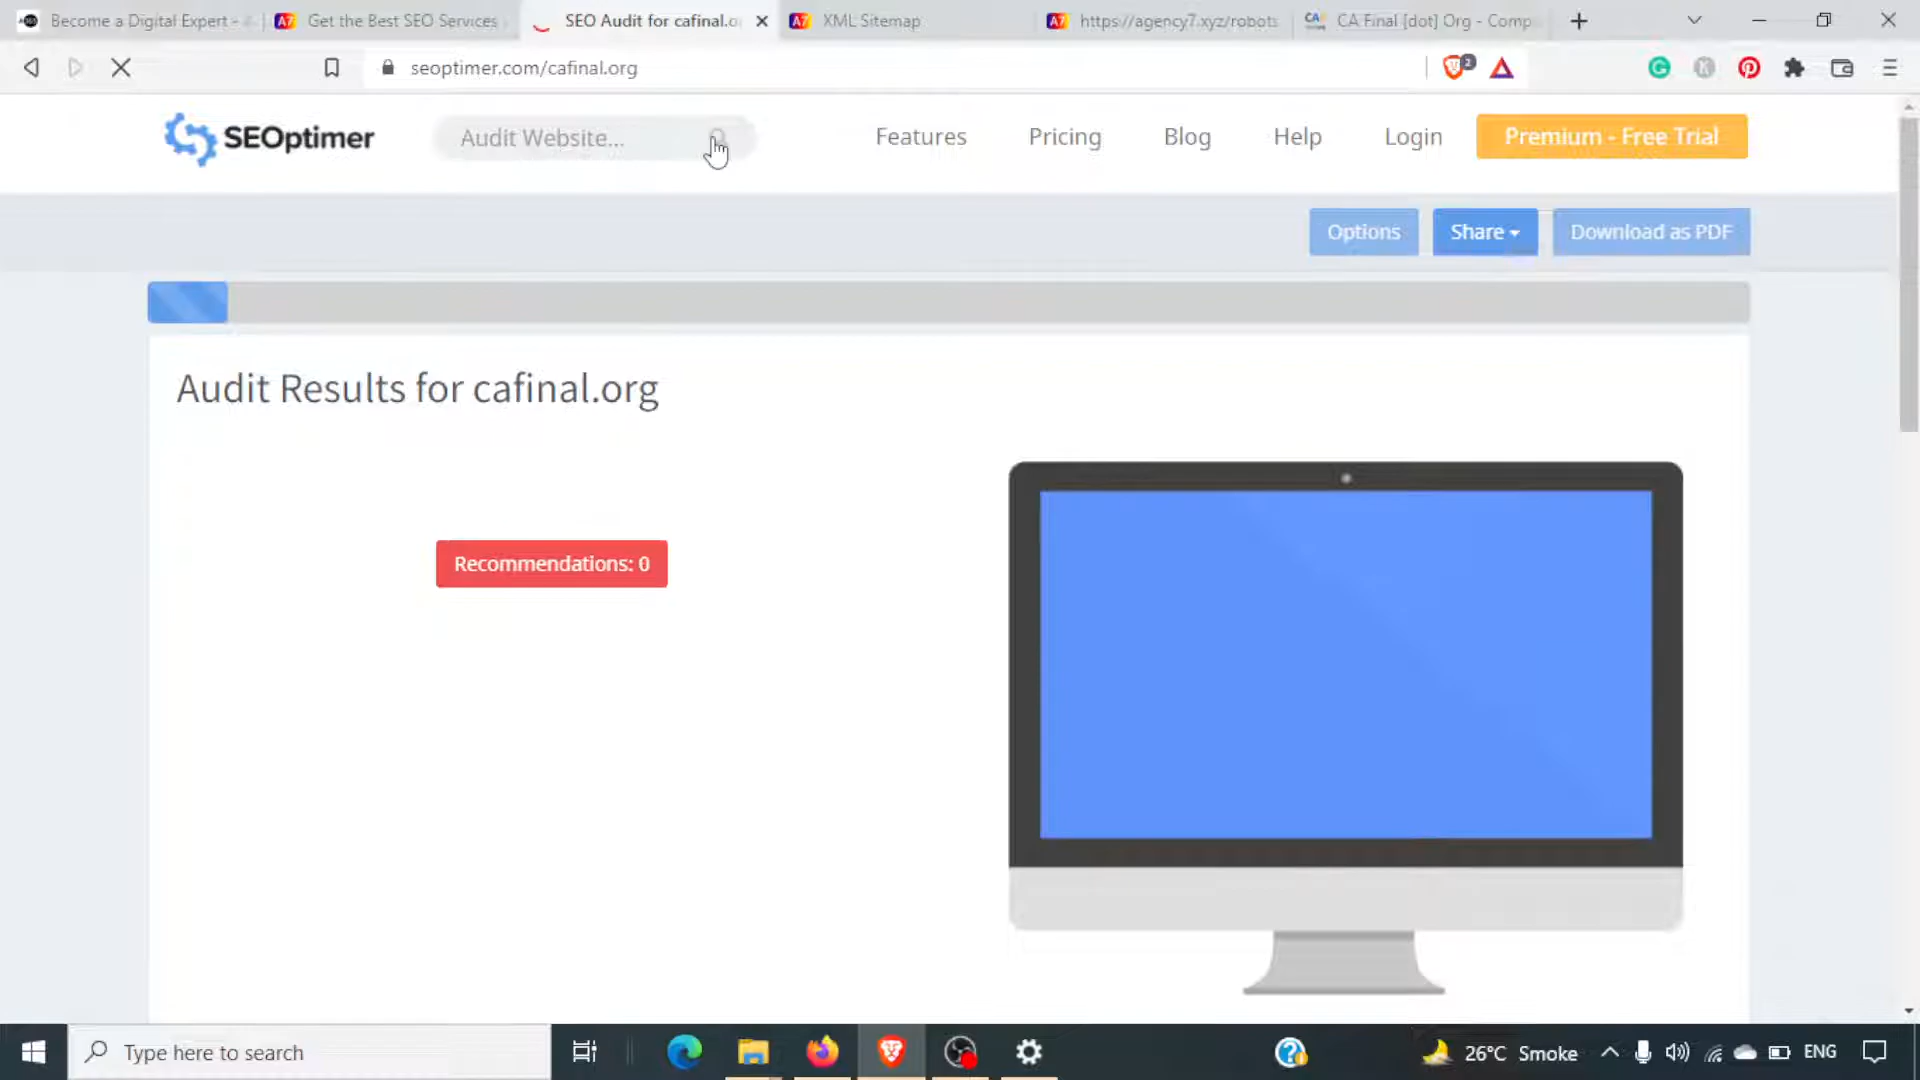 Become a Digital Expert -
Get the Best SEO Services
SEO Audit for cafinal.o
XML Sitemap
https://agency7.xyz/robots
CA Final [dot] Org - Comp
seoptimer.com/cafinal.org
2
SEOptimer
Audit Website...
Features
Pricing
Blog
Help
Login
Premium - Free Trial
Options
Share
Download as PDF
Audit Results for cafinal.org
Recommendations: 0
Type here to search
26°C Smoke
ENG